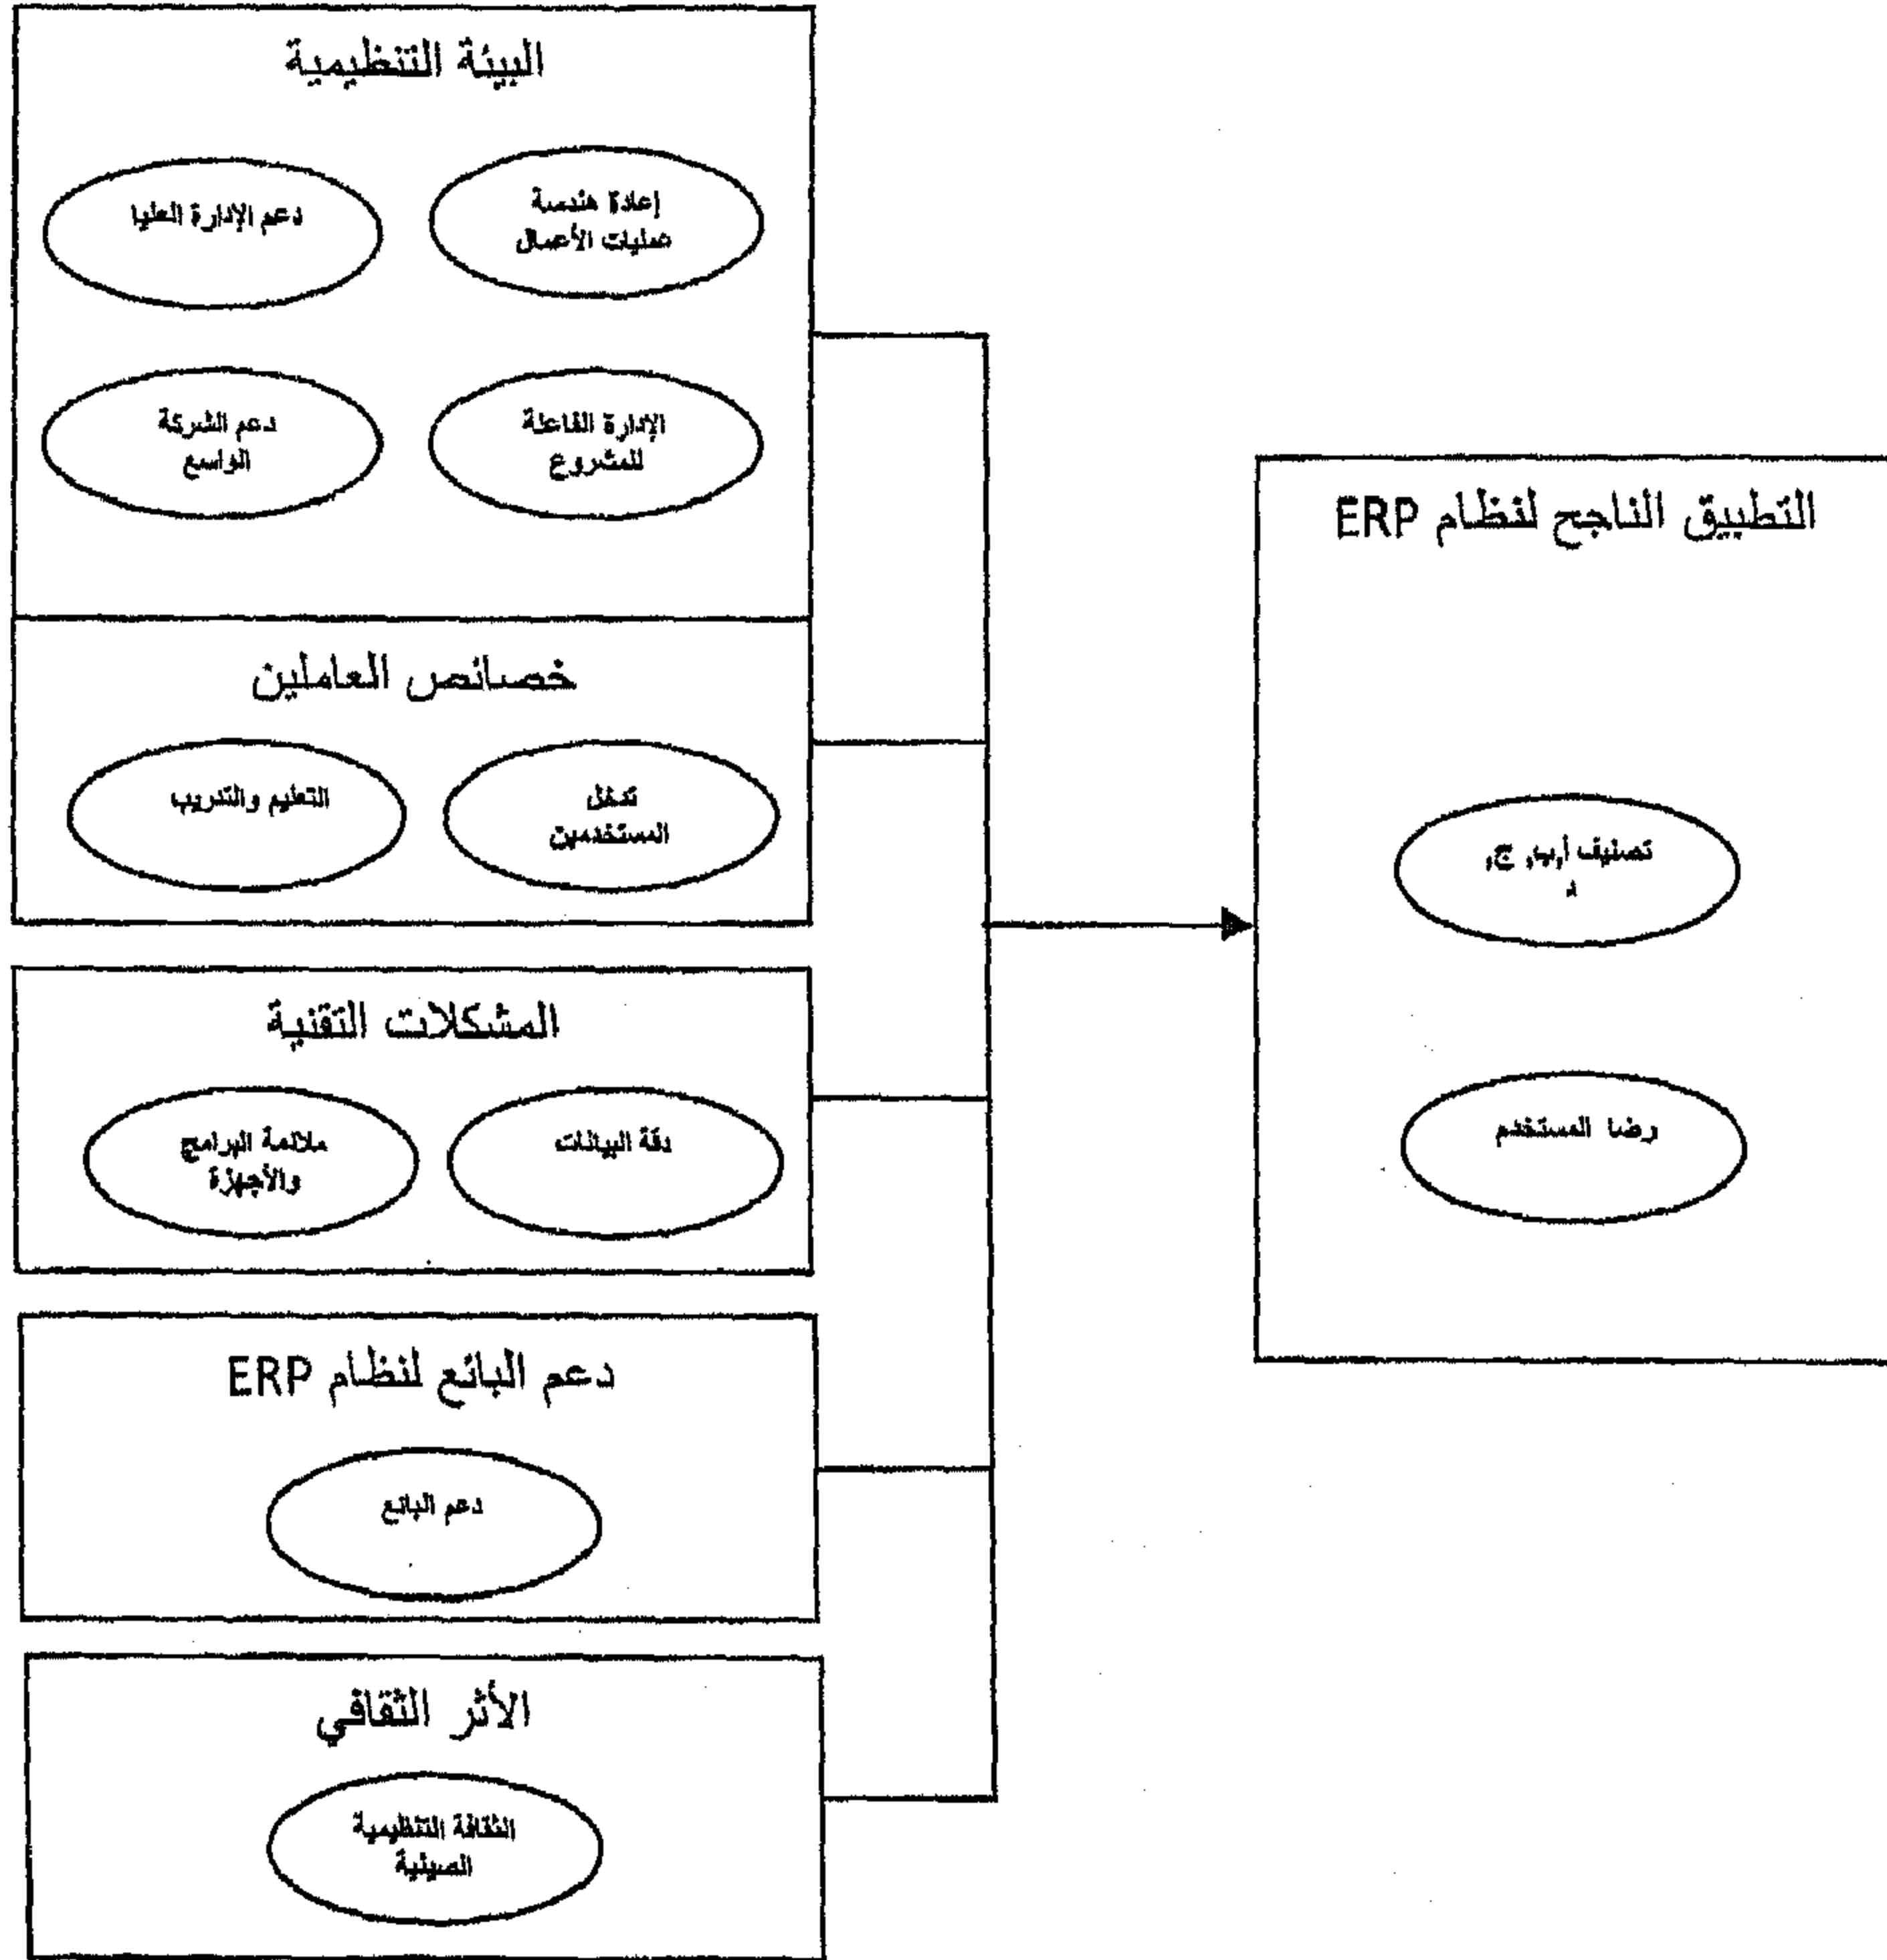 البيئة التنظيمية
إعادة هندسة
عمليات الأعمال
دعم الإدارة العليا
الإدارة الفاعلة
للمشروع
دعم الشركة
الواسع
خصائص العاملين
تدخل
المستخدمين
التعليم والتدريب
المشكلات التقنية
دقة البيانات
ملائمة البرامج
والأجهزة
دعم البائع لنظام ERP
دعم البائع
الأثر الثقافي
الثقافة التنظيمية
الصينية
التطبيق الناجح لنظام ERP
تصنيف أ,ب, ج,
د
رضا المستخدم